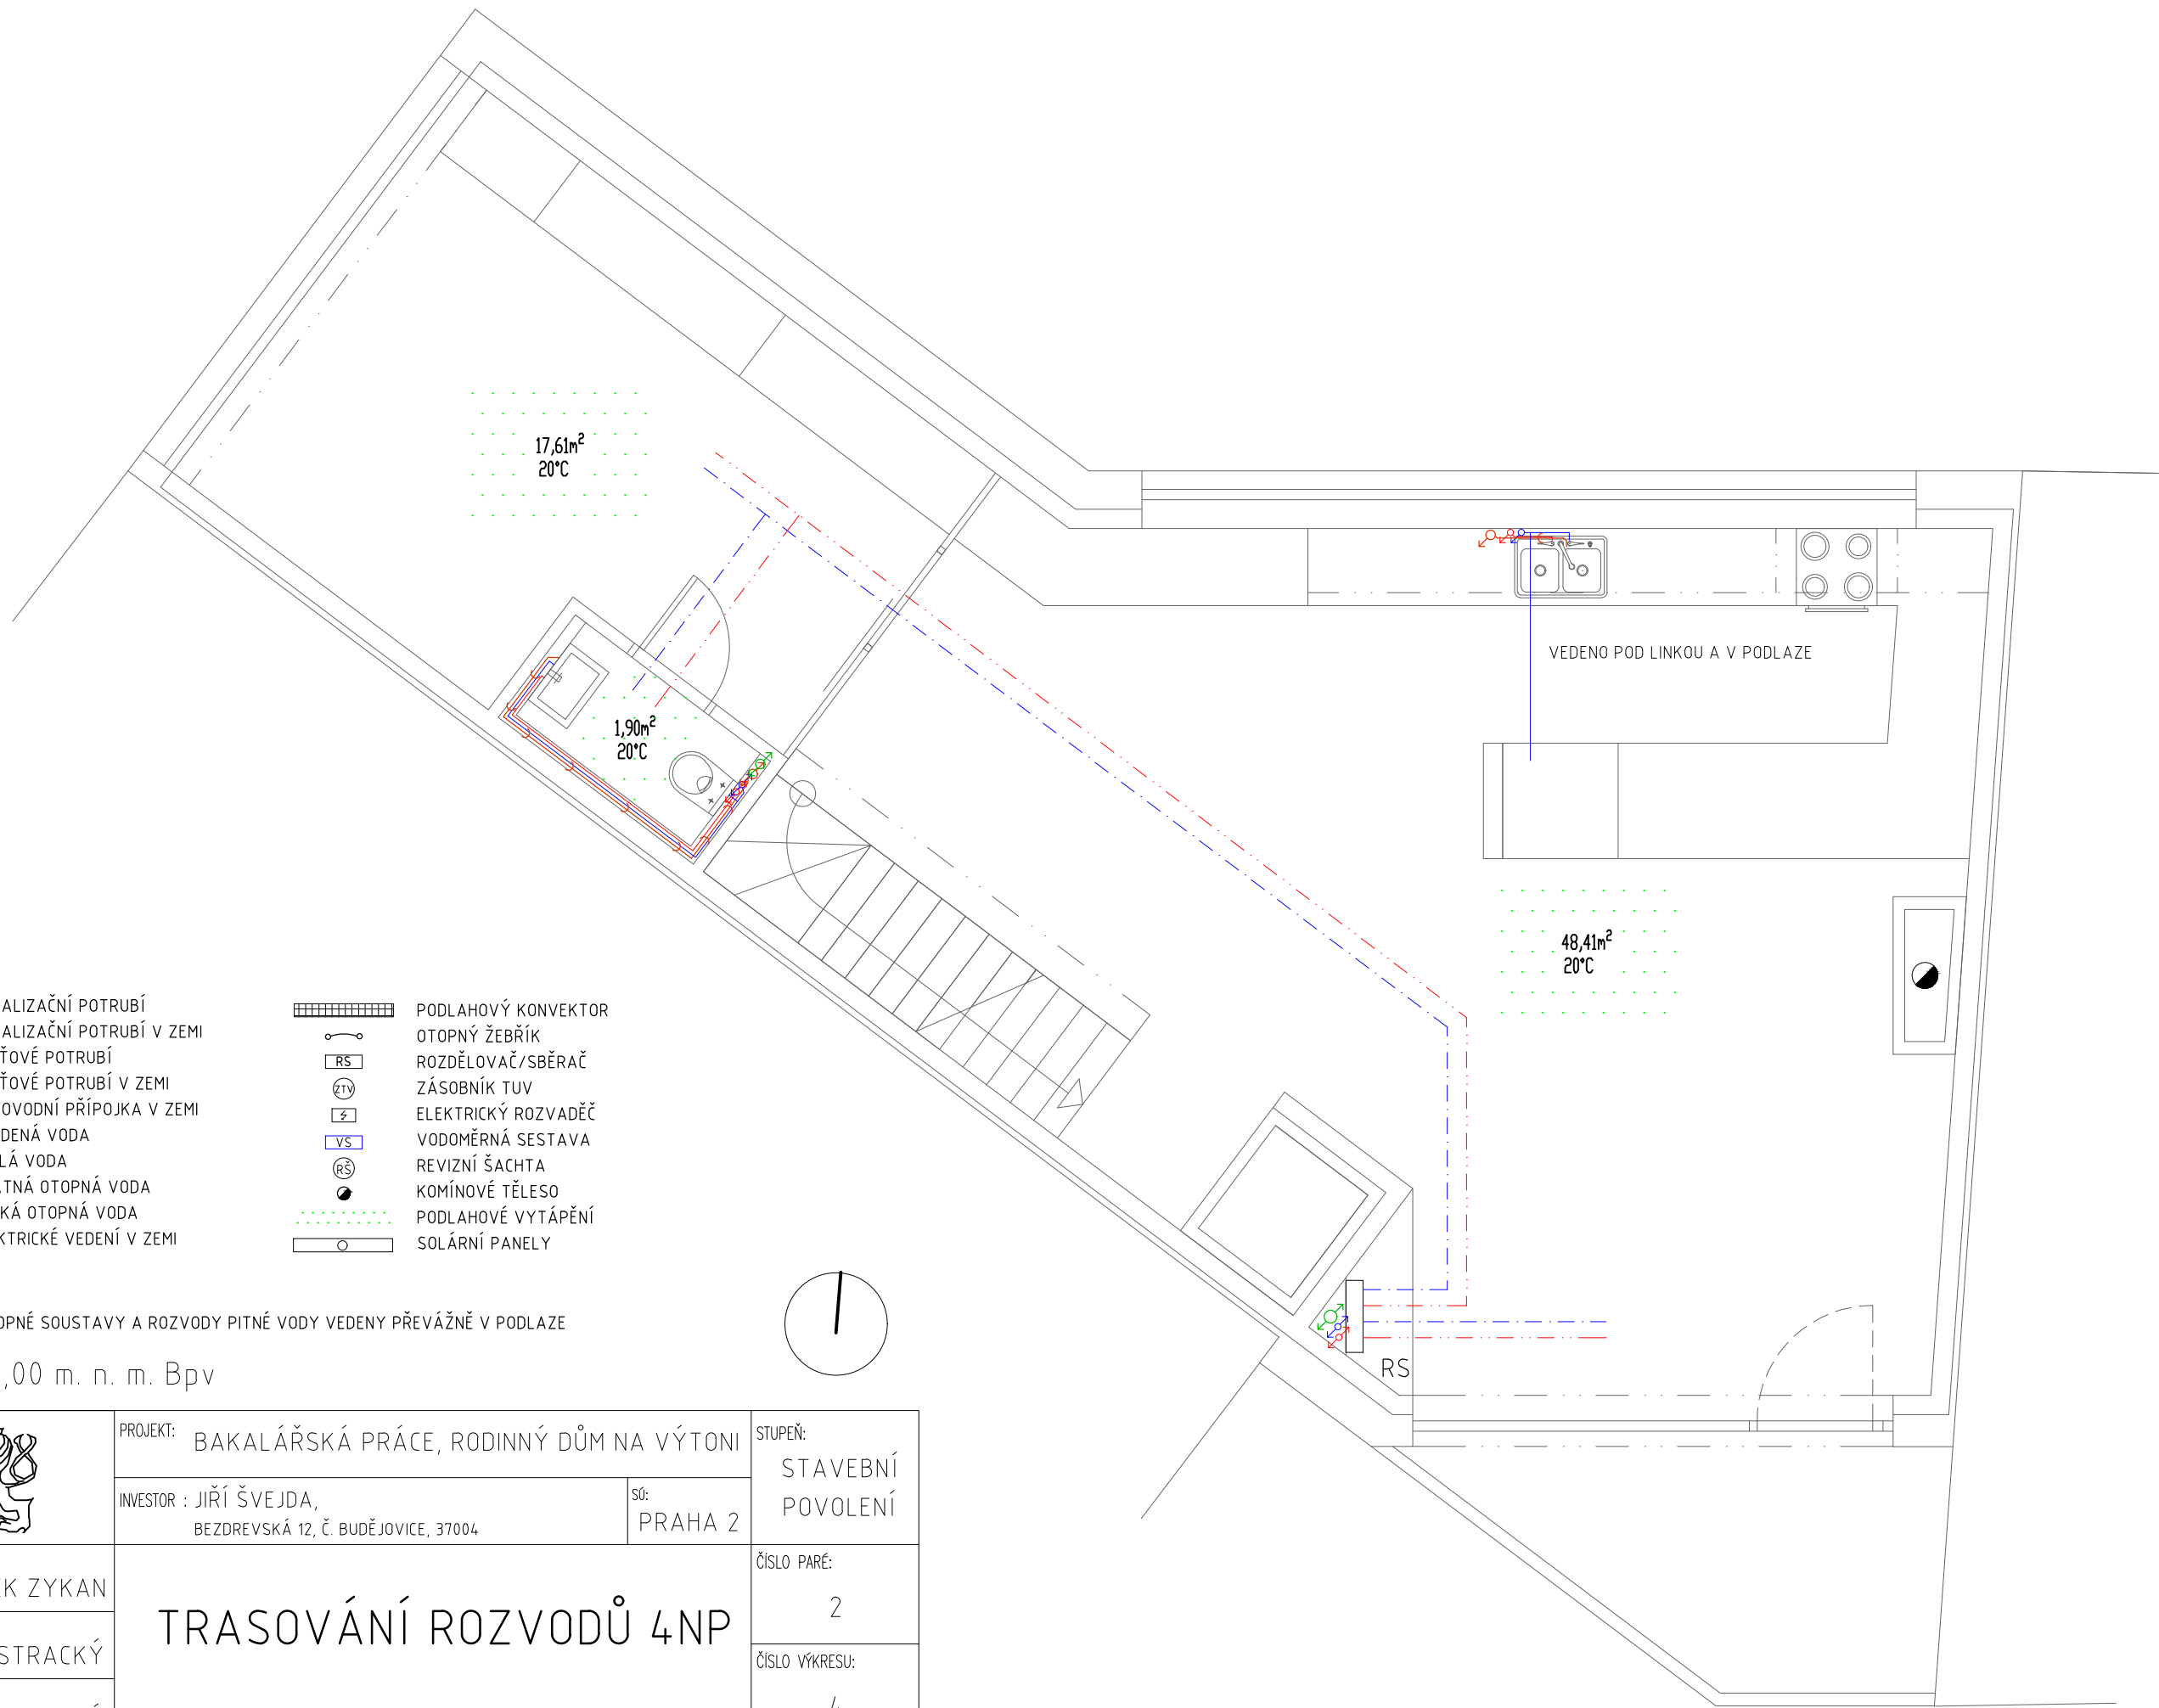 17,61m²
20°C
VEDENO POD LINKOU A V PODLAZE
1,90m²
20°C
48,41m²
20°C
ALIZAČNÍ POTRUBÍ
ALIZAČNÍ POTRUBÍ V ZEMI
ŤOVÉ POTRUBÍ
ŤOVÉ POTRUBÍ V ZEMI
OVODNÍ PŘÍPOJKA V ZEMI
DENÁ VODA
LÁ VODA
ATNÁ OTOPNÁ VODA
KÁ OTOPNÁ VODA
KTRICKÉ VEDENÍ V ZEMI
PODLAHOVÝ KONVEKTOR
OTOPNÝ ŽEBŘÍK
RS ROZDĚLOVAČ/SBĚRAČ
ZTV ZÁSOBNÍK TUV
ELEKTRICKÝ ROZVADĚČ
VS VODOMĚRNÁ SESTAVA
RŠ REVIZNÍ ŠACHTA
KOMÍNOVÉ TĚLESO
PODLAHOVÉ VYTÁPĚNÍ
SOLÁRNÍ PANELY
OPNÉ SOUSTAVY A ROZVODY PITNÉ VODY VEDENY PŘEVÁŽNĚ V PODLAZE
,00 m. n. m. Bpv
RS
PROJEKT: BAKALÁŘSKÁ PRÁCE, RODINNÝ DŮM NA VÝTONI
INVESTOR : JIŘÍ ŠVEJDA,
BEZDREVSKÁ 12, Č. BUDĚJOVICE, 37004
SÚ:
PRAHA 2
STUPEŇ:
STAVEBNÍ
POVOLENÍ
K ZYKAN
STRACKÝ
TRASOVÁNÍ ROZVODŮ 4NP
ČÍSLO PARÉ:
2
ČÍSLO VÝKRESU: